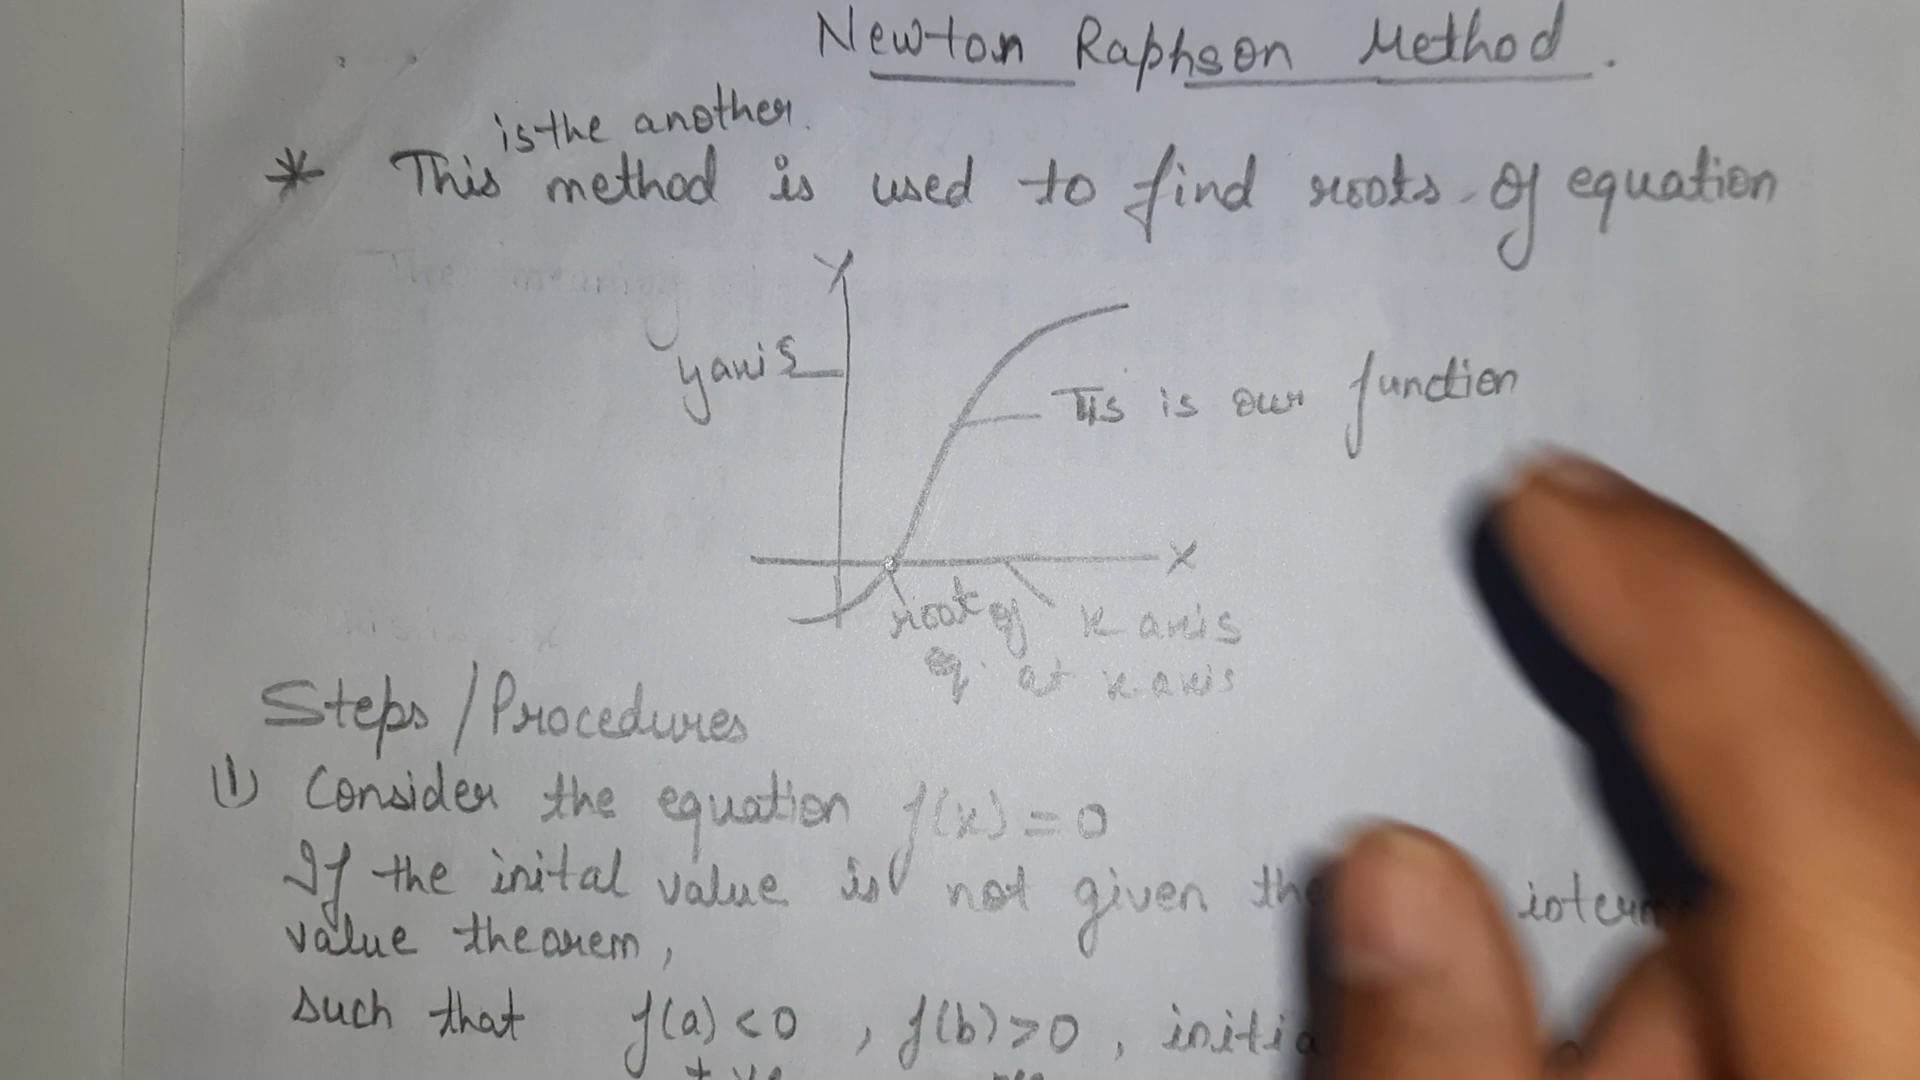 Newton Raphson Method.
is the another.
* This method is used to find roots of equation
Y
y axis
This is our function
X
root of
eq. at x axis
x axis
Steps / Procedures
(1) Consider the equation f(x) = 0
If the inital value is not given
value theorem,
such that f(a) < 0 , f(b) > 0 ,